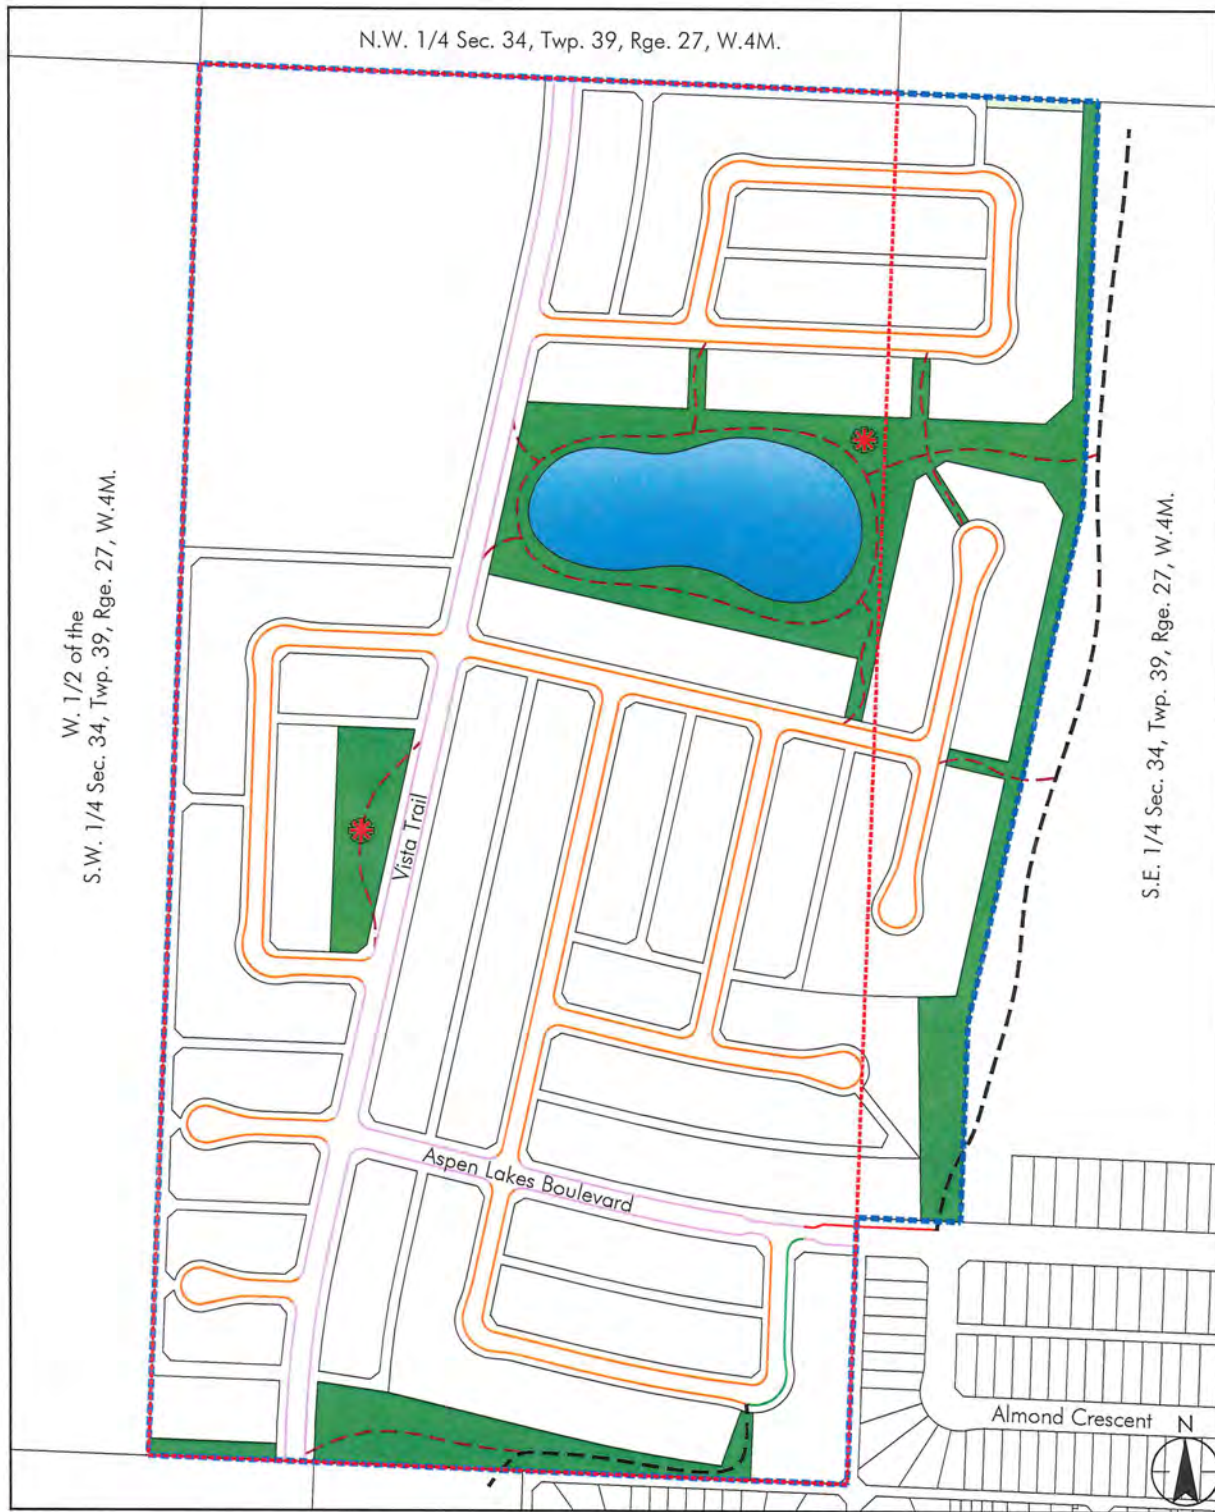 N.W. 1/4 Sec. 34, Twp. 39, Rge. 27, W.4M.
W. 1/2 of the
S.W. 1/4 Sec. 34, Twp. 39, Rge. 27, W.4M.
S.E. 1/4 Sec. 34, Twp. 39, Rge. 27, W.4M.
Vista Trail
Aspen Lakes Boulevard
Almond Crescent
N